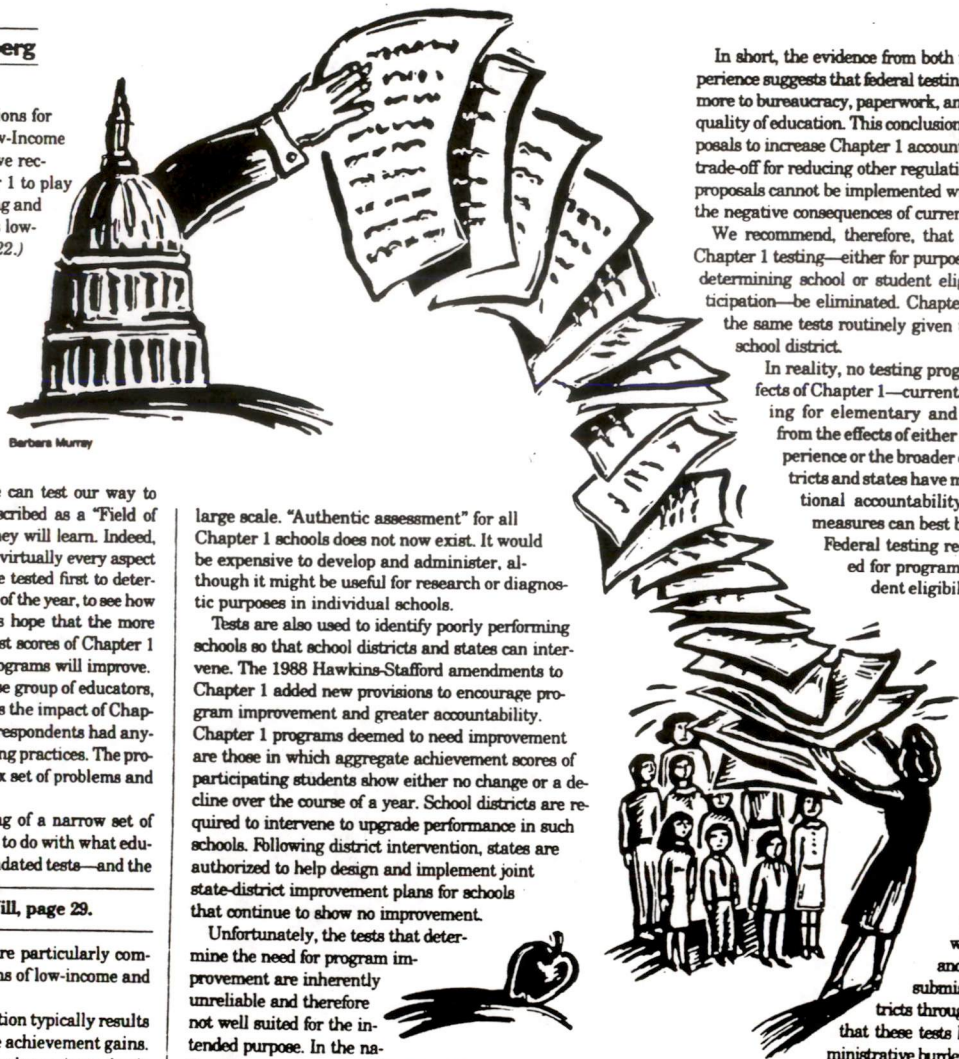 erg
ons for
w-Income
ve rec-
r 1 to play
g and
low-
22.)
Barbara Murray
e can test our way to
scribed as a "Field of
ney will learn. Indeed,
virtually every aspect
e tested first to deter-
of the year, to see how
s hope that the more
st scores of Chapter 1
ograms will improve.
se group of educators,
s the impact of Chap-
respondents had any-
ng practices. The pro-
x set of problems and
g of a narrow set of
to do with what edu-
dated tests—and the
ill, page 29.
re particularly com-
ns of low-income and
tion typically results
e achievement gains.
large scale. "Authentic assessment" for all
Chapter 1 schools does not now exist. It would
be expensive to develop and administer, al-
though it might be useful for research or diagnos-
tic purposes in individual schools.
Tests are also used to identify poorly performing
schools so that school districts and states can inter-
vene. The 1988 Hawkins-Stafford amendments to
Chapter 1 added new provisions to encourage pro-
gram improvement and greater accountability.
Chapter 1 programs deemed to need improvement
are those in which aggregate achievement scores of
participating students show either no change or a de-
cline over the course of a year. School districts are re-
quired to intervene to upgrade performance in such
schools. Following district intervention, states are
authorized to help design and implement joint
state-district improvement plans for schools
that continue to show no improvement.
Unfortunately, the tests that deter-
mine the need for program im-
provement are inherently
unreliable and therefore
not well suited for the in-
tended purpose. In the na-
In short, the evidence from both
perience suggests that federal testing
more to bureaucracy, paperwork, an
quality of education. This conclusion
posals to increase Chapter 1 account
trade-off for reducing other regulati
proposals cannot be implemented w
the negative consequences of curren
We recommend, therefore, that
Chapter 1 testing—either for purpo
determining school or student elig
ticipation—be eliminated. Chapte
the same tests routinely given
school district.
In reality, no testing prog
fects of Chapter 1—current
ing for elementary and
from the effects of either
perience or the broader
tricts and states have m
tional accountability
measures can best b
Federal testing re
ed for program
dent eligibil
w
and
submis
tricts throug
that these tests
ministrative burde